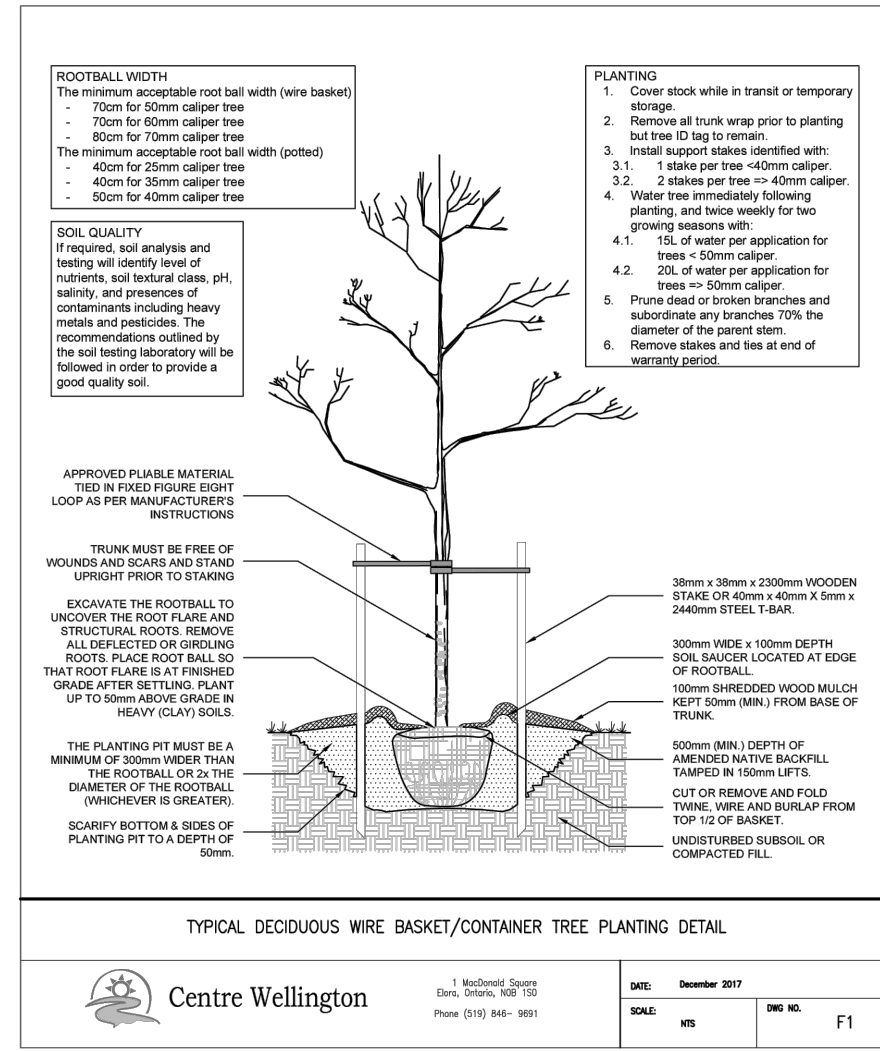 ROOTBALL WIDTH
The minimum acceptable root ball width (wire basket)
- 70cm for 50mm caliper tree
- 70cm for 60mm caliper tree
- 80cm for 70mm caliper tree
The minimum acceptable root ball width (potted)
- 40cm for 25mm caliper tree
- 40cm for 35mm caliper tree
- 50cm for 40mm caliper tree
SOIL QUALITY
If required, soil analysis and
testing will identify level of
nutrients, soil textural class, pH,
salinity, and presences of
contaminants including heavy
metals and pesticides. The
recommendations outlined by
the soil testing laboratory will be
followed in order to provide a
good quality soil.
PLANTING
1. Cover stock while in transit or temporary
storage.
2. Remove all trunk wrap prior to planting
but tree ID tag to remain.
3. Install support stakes identified with:
3.1. 1 stake per tree <40mm caliper.
3.2. 2 stakes per tree => 40mm caliper.
4. Water tree immediately following
planting, and twice weekly for two
growing seasons with:
4.1. 15L of water per application for
trees < 50mm caliper.
4.2. 20L of water per application for
trees => 50mm caliper.
5. Prune dead or broken branches and
subordinate any branches 70% the
diameter of the parent stem.
6. Remove stakes and ties at end of
warranty period.
APPROVED PLIABLE MATERIAL
TIED IN FIXED FIGURE EIGHT
LOOP AS PER MANUFACTURER'S
INSTRUCTIONS
TRUNK MUST BE FREE OF
WOUNDS AND SCARS AND STAND
UPRIGHT PRIOR TO STAKING
EXCAVATE THE ROOTBALL TO
UNCOVER THE ROOT FLARE AND
STRUCTURAL ROOTS. REMOVE
ALL DEFLECTED OR GIRDLING
ROOTS. PLACE ROOT BALL SO
THAT ROOT FLARE IS AT FINISHED
GRADE AFTER SETTLING. PLANT
UP TO 50mm ABOVE GRADE IN
HEAVY (CLAY) SOILS.
THE PLANTING PIT MUST BE A
MINIMUM OF 300mm WIDER THAN
THE ROOTBALL OR 2x THE
DIAMETER OF THE ROOTBALL
(WHICHEVER IS GREATER).
SCARIFY BOTTOM & SIDES OF
PLANTING PIT TO A DEPTH OF
50mm.
38mm x 38mm x 2300mm WOODEN
STAKE OR 40mm x 40mm X 5mm x
2440mm STEEL T-BAR.
300mm WIDE x 100mm DEPTH
SOIL SAUCER LOCATED AT EDGE
OF ROOTBALL.
100mm SHREDDED WOOD MULCH
KEPT 50mm (MIN.) FROM BASE OF
TRUNK.
500mm (MIN.) DEPTH OF
AMENDED NATIVE BACKFILL
TAMPED IN 150mm LIFTS.
CUT OR REMOVE AND FOLD
TWINE, WIRE AND BURLAP FROM
TOP 1/2 OF BASKET.
UNDISTURBED SUBSOIL OR
COMPACTED FILL.
TYPICAL DECIDUOUS WIRE BASKET/CONTAINER TREE PLANTING DETAIL
Centre Wellington
1 MacDonald Square
Elora, Ontario, N0B 1S0
Phone (519) 846- 9691
DATE: December 2017
SCALE: NTS
DWG NO. F1